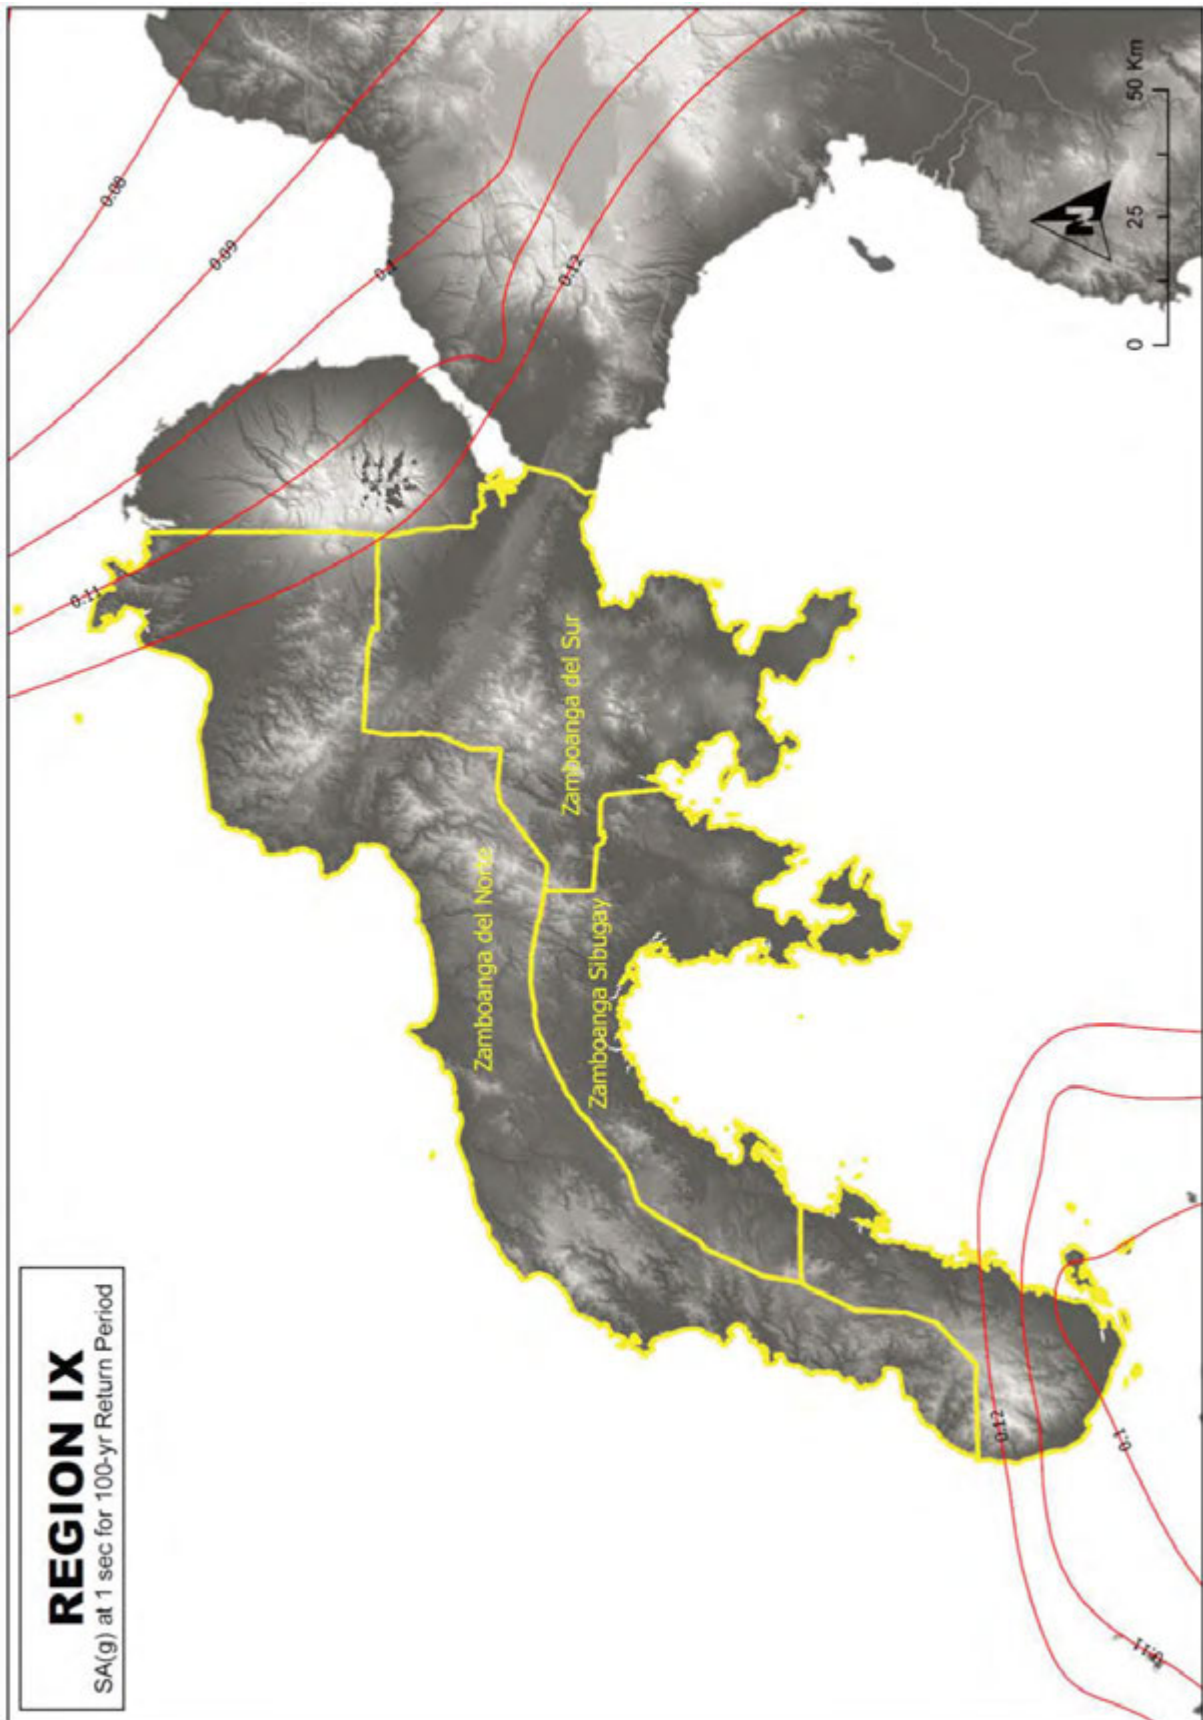 REGION IX
SA(g) at 1 sec for 100-yr Return Period
0.08
0.09
0.1
0.11
0.12
Zamboanga del Norte
Zamboanga del Sur
Zamboanga Sibugay
0.12
0.1
0.11
N
0 25 50 Km